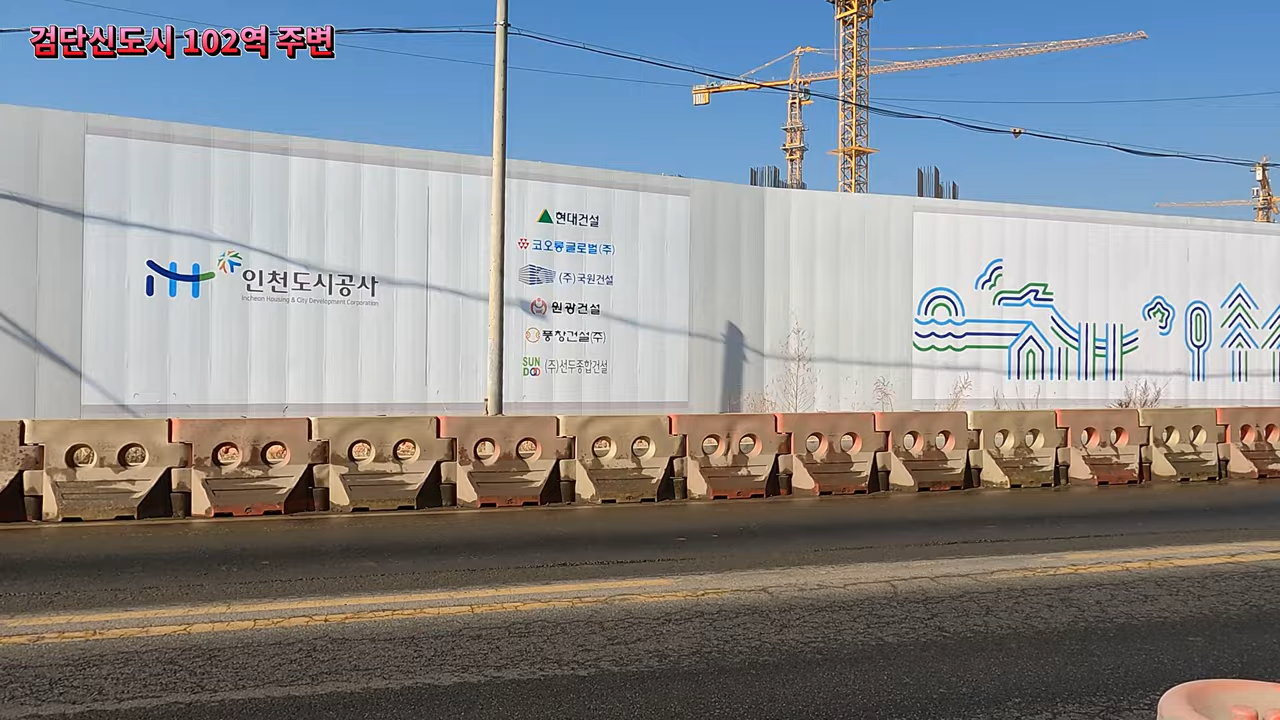 검단신도시 102역 주변
iH 인천도시공사
Incheon Housing & City Development Corporation
현대건설
코오롱글로벌(주)
(주)국원건설
원광건설
풍창건설(주)
SUN DOO (주)선두종합건설